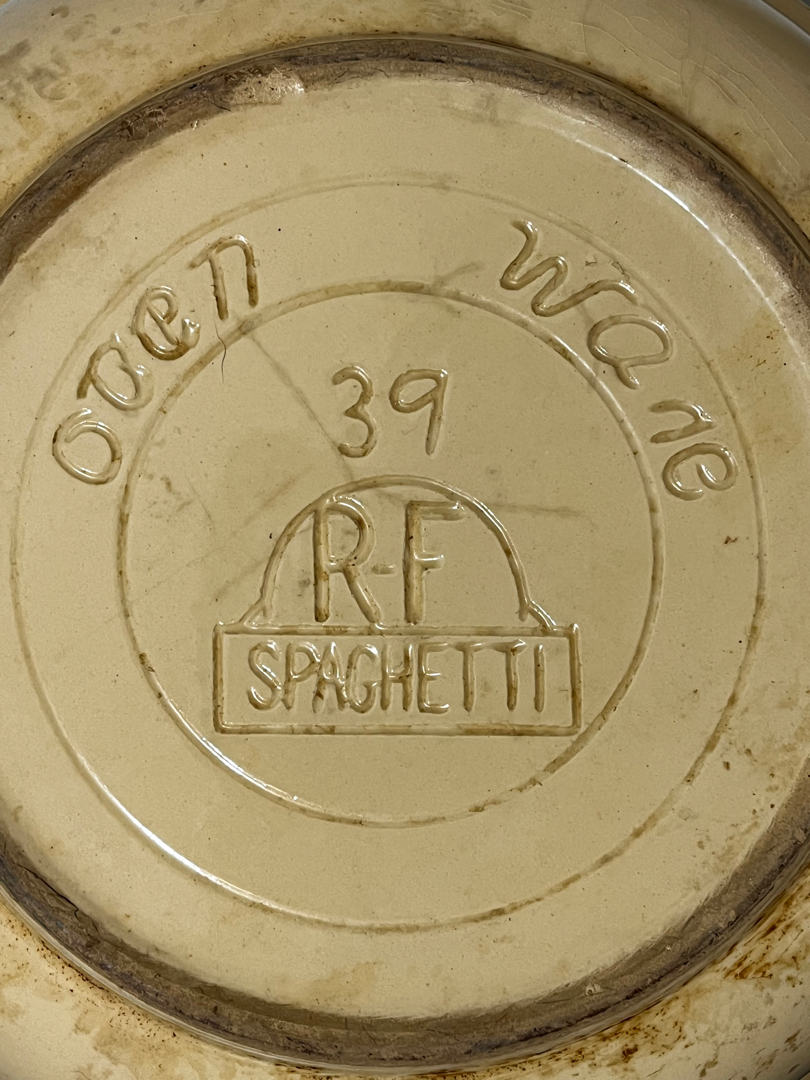 oven ware
39
R-F
SPAGHETTI